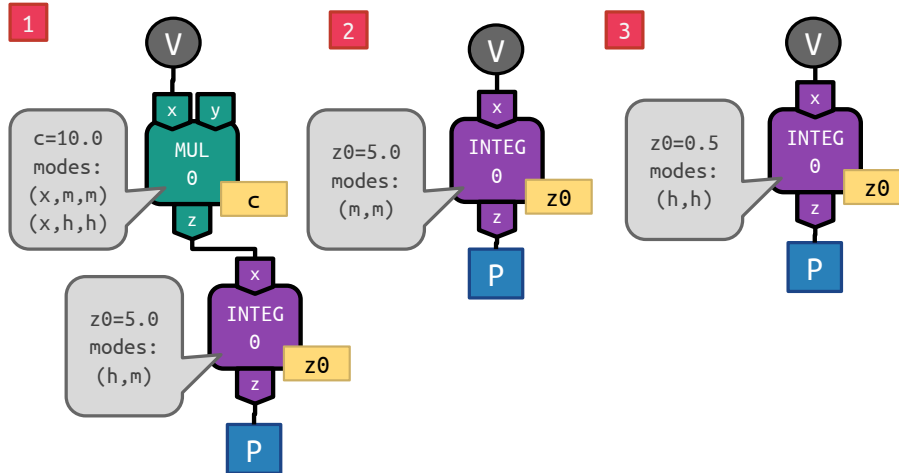 1
V
x y
MUL
0
c
z
c=10.0
modes:
(x,m,m)
(x,h,h)
x
INTEG
0
z0
z
P
z0=5.0
modes:
(h,m)
2
V
x
INTEG
0
z0
z
P
z0=5.0
modes:
(m,m)
3
V
x
INTEG
0
z0
z
P
z0=0.5
modes:
(h,h)